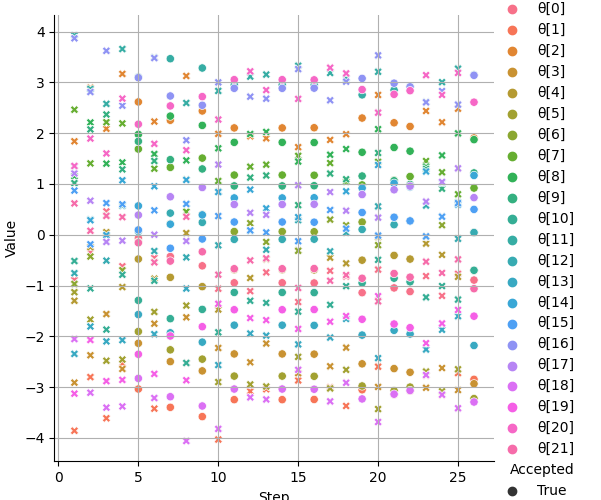 4
3
2
1
0
−1
−2
−3
−4
Value
0
5
10
15
20
25
Step
θ[0]
θ[1]
θ[2]
θ[3]
θ[4]
θ[5]
θ[6]
θ[7]
θ[8]
θ[9]
θ[10]
θ[11]
θ[12]
θ[13]
θ[14]
θ[15]
θ[16]
θ[17]
θ[18]
θ[19]
θ[20]
θ[21]
Accepted
True